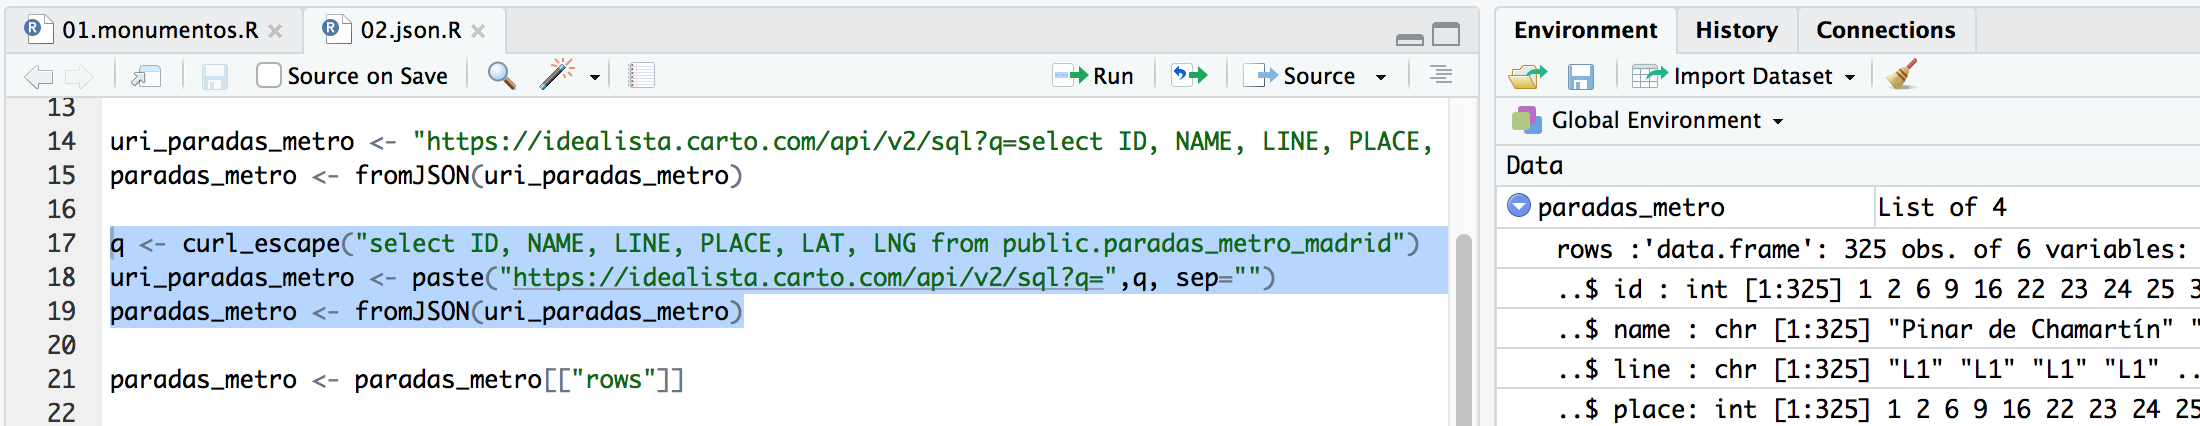 01.monumentos.R
02.json.R
Source on Save
Run
Source
13
14 uri_paradas_metro <- "https://idealista.carto.com/api/v2/sql?q=select ID, NAME, LINE, PLACE,
15 paradas_metro <- fromJSON(uri_paradas_metro)
16
17 q <- curl_escape("select ID, NAME, LINE, PLACE, LAT, LNG from public.paradas_metro_madrid")
18 uri_paradas_metro <- paste("https://idealista.carto.com/api/v2/sql?q=",q, sep="")
19 paradas_metro <- fromJSON(uri_paradas_metro)
20
21 paradas_metro <- paradas_metro[["rows"]]
22
Environment History Connections
Import Dataset
Global Environment
Data
paradas_metro List of 4
rows :'data.frame': 325 obs. of 6 variables:
..$ id : int [1:325] 1 2 6 9 16 22 23 24 25 3
..$ name : chr [1:325] "Pinar de Chamartín" "
..$ line : chr [1:325] "L1" "L1" "L1" "L1" ..
..$ place: int [1:325] 1 2 6 9 16 22 23 24 25